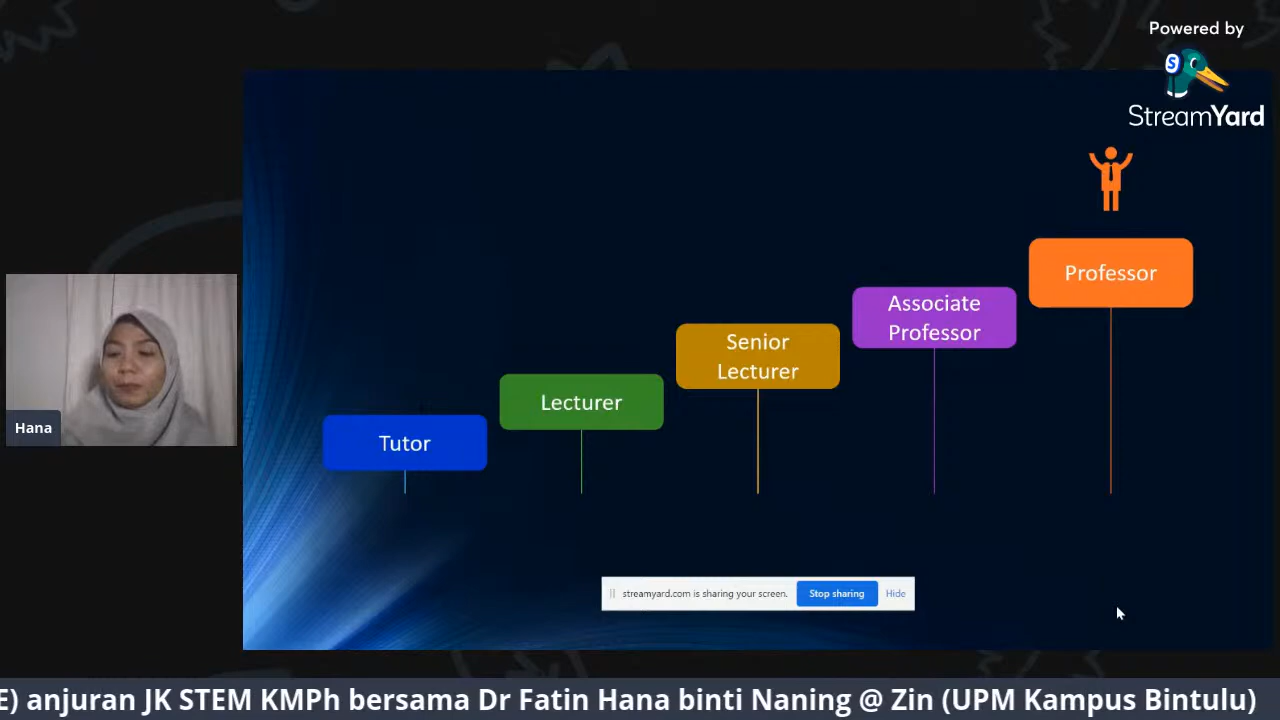 Powered by
S
StreamYard
Professor
Associate
Professor
Senior
Lecturer
Lecturer
Tutor
Hana
streamyard.com is sharing your screen.
Stop sharing
Hide
E) anjuran JK STEM KMPh bersama Dr Fatin Hana binti Naning @ Zin (UPM Kampus Bintulu)